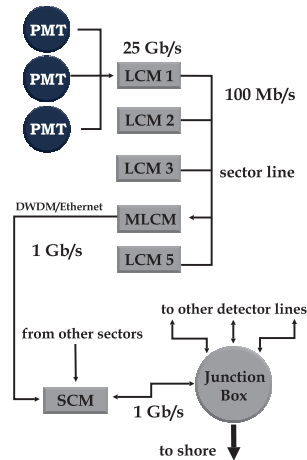 PMT
25 Gb/s
PMT
LCM 1
100 Mb/s
PMT
LCM 2
LCM 3
sector line
DWDM/Ethernet
MLCM
1 Gb/s
LCM 5
to other detector lines
from other sectors
Junction
Box
SCM
1 Gb/s
to shore